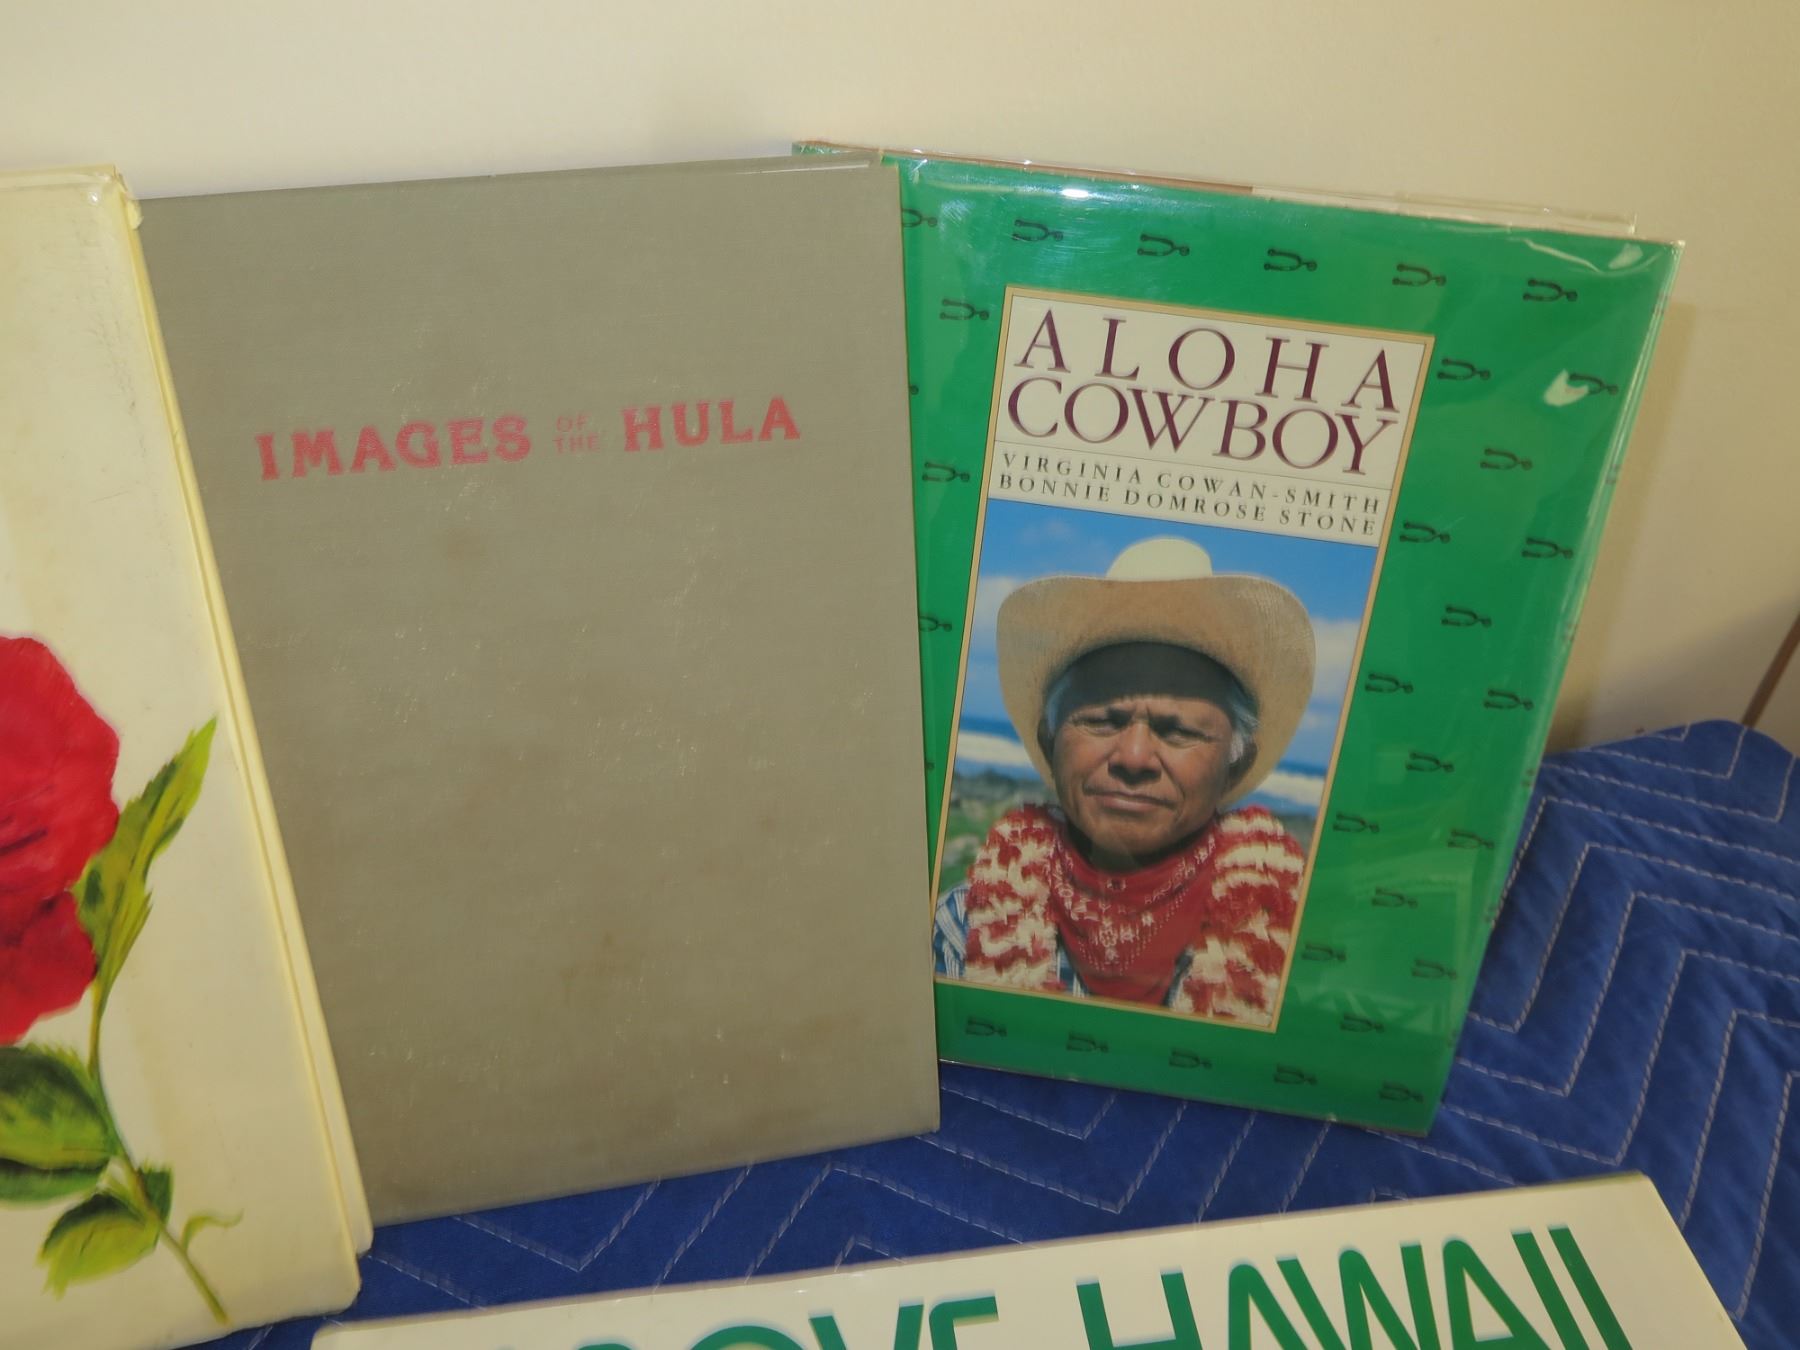 IMAGES OF THE HULA
ALOHA
COWBOY
VIRGINIA COWAN-SMITH
BONNIE DOMROSE STONE
HAWAII